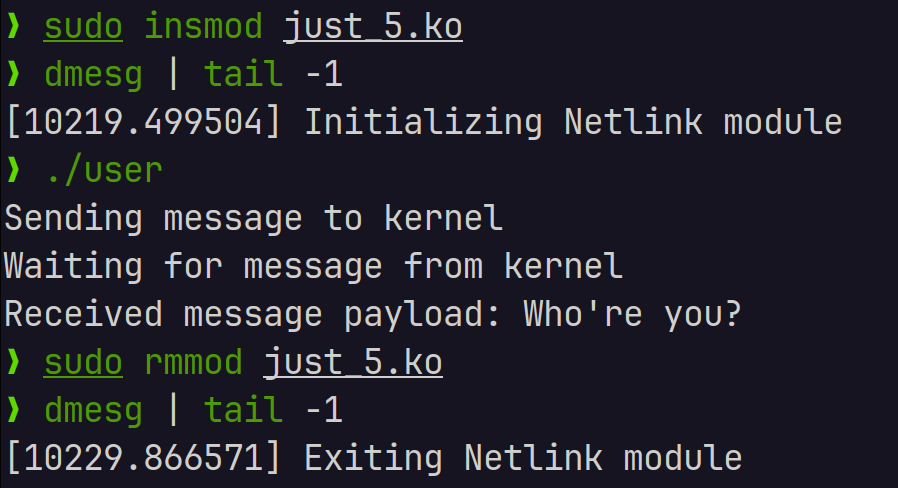 ❯ sudo insmod just_5.ko
❯ dmesg | tail -1
[10219.499504] Initializing Netlink module
❯ ./user
Sending message to kernel
Waiting for message from kernel
Received message payload: Who're you?
❯ sudo rmmod just_5.ko
❯ dmesg | tail -1
[10229.866571] Exiting Netlink module